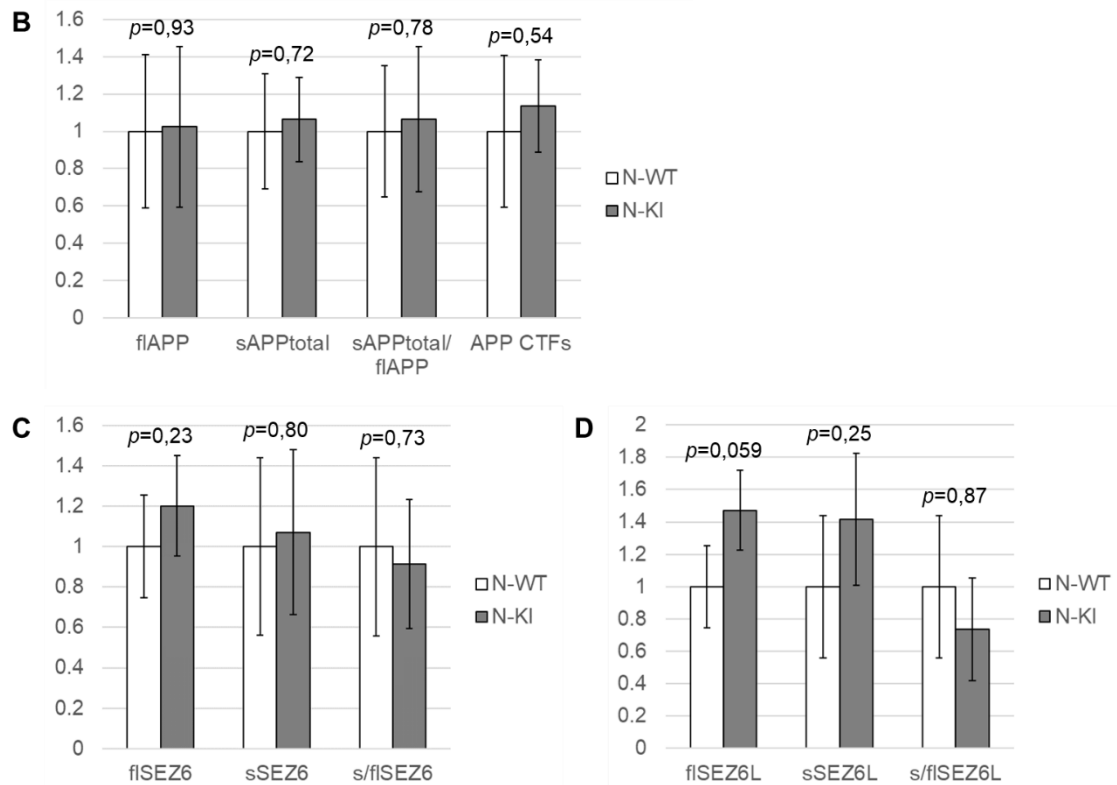 B
1.6
1.4
1.2
1
0.8
0.6
0.4
0.2
0
p=0,93
p=0,72
p=0,78
p=0,54
flAPP
sAPPtotal
sAPPtotal/
flAPP
APP CTFs
N-WT
N-KI
C
1.6
1.4
1.2
1
0.8
0.6
0.4
0.2
0
p=0,23
p=0,80
p=0,73
flSEZ6
sSEZ6
s/flSEZ6
N-WT
N-KI
D
2
1.8
1.6
1.4
1.2
1
0.8
0.6
0.4
0.2
0
p=0,059
p=0,25
p=0,87
flSEZ6L
sSEZ6L
s/flSEZ6L
N-WT
N-KI